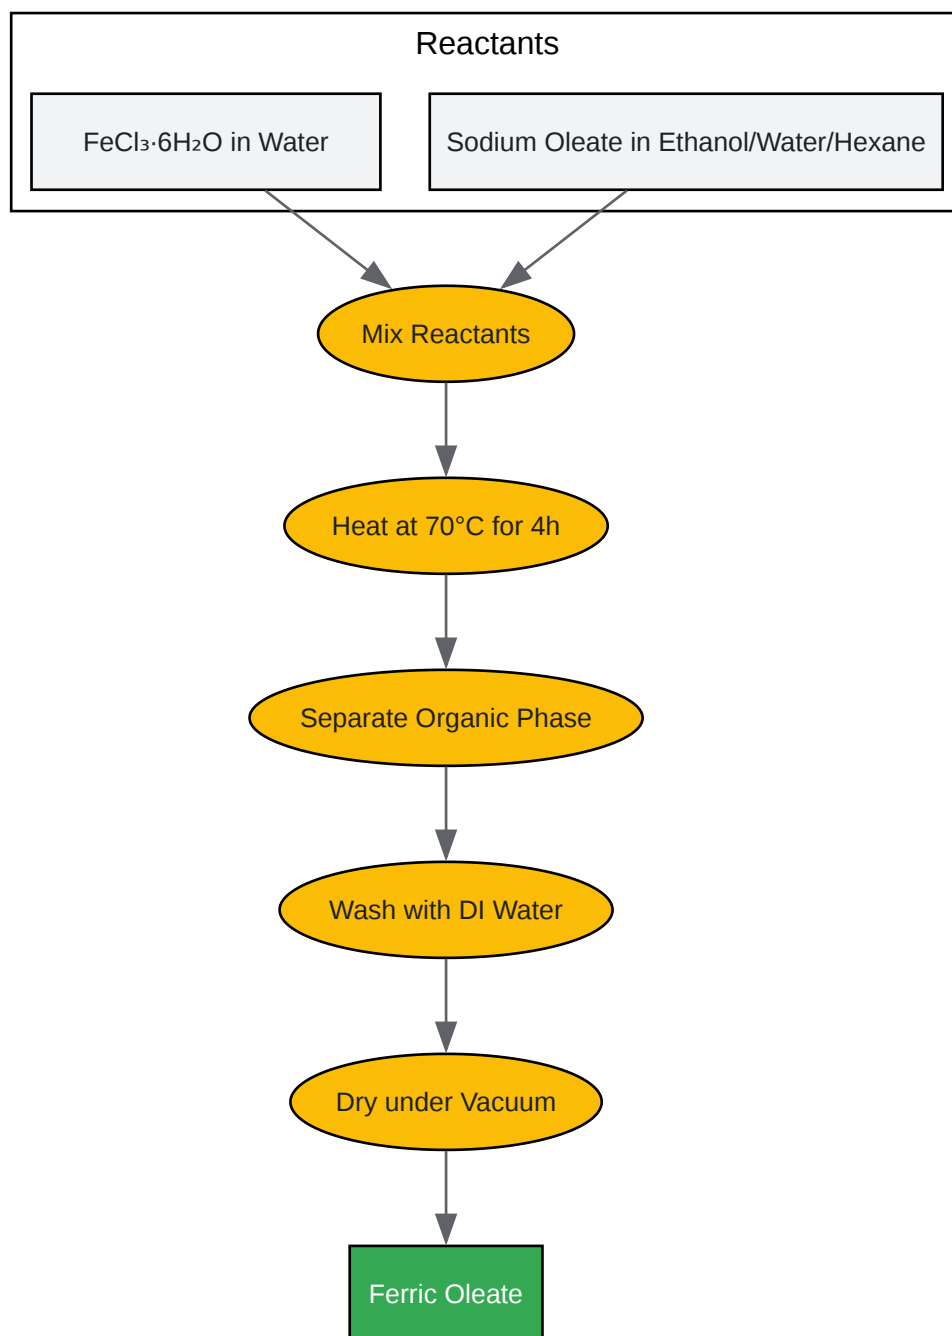 Reactants
FeCl₃·6H₂O in Water
Sodium Oleate in Ethanol/Water/Hexane
Mix Reactants
Heat at 70°C for 4h
Separate Organic Phase
Wash with DI Water
Dry under Vacuum
Ferric Oleate